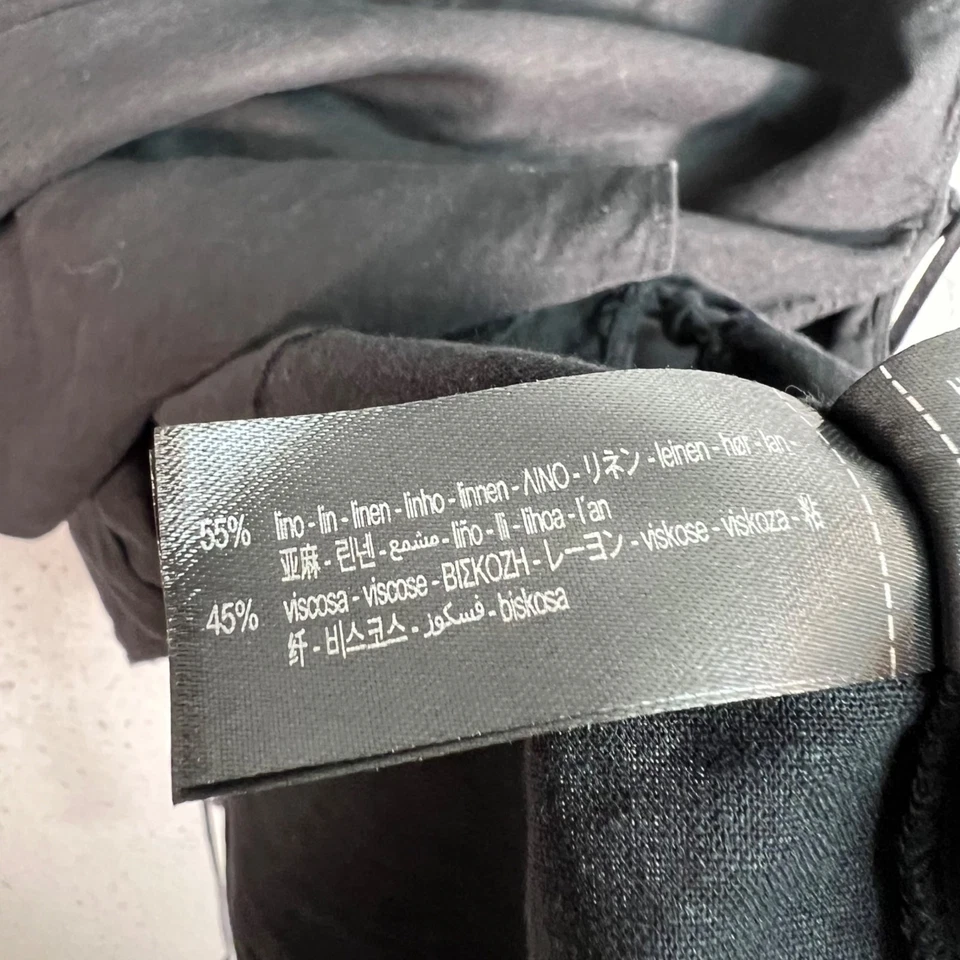 55% lino - lin - linen - linho - linnen - ΛΙΝΟ - リネン - leinen - hør - lan -
亚麻 - 린넨 - مشمع - liño - lli - lihoa - l'an
45% viscosa - viscose - ΒΙΣΚΟΖΗ - レーヨン - viskose - viskoza - 粘
纤 - 비스코스 - فسكوز - biskosa